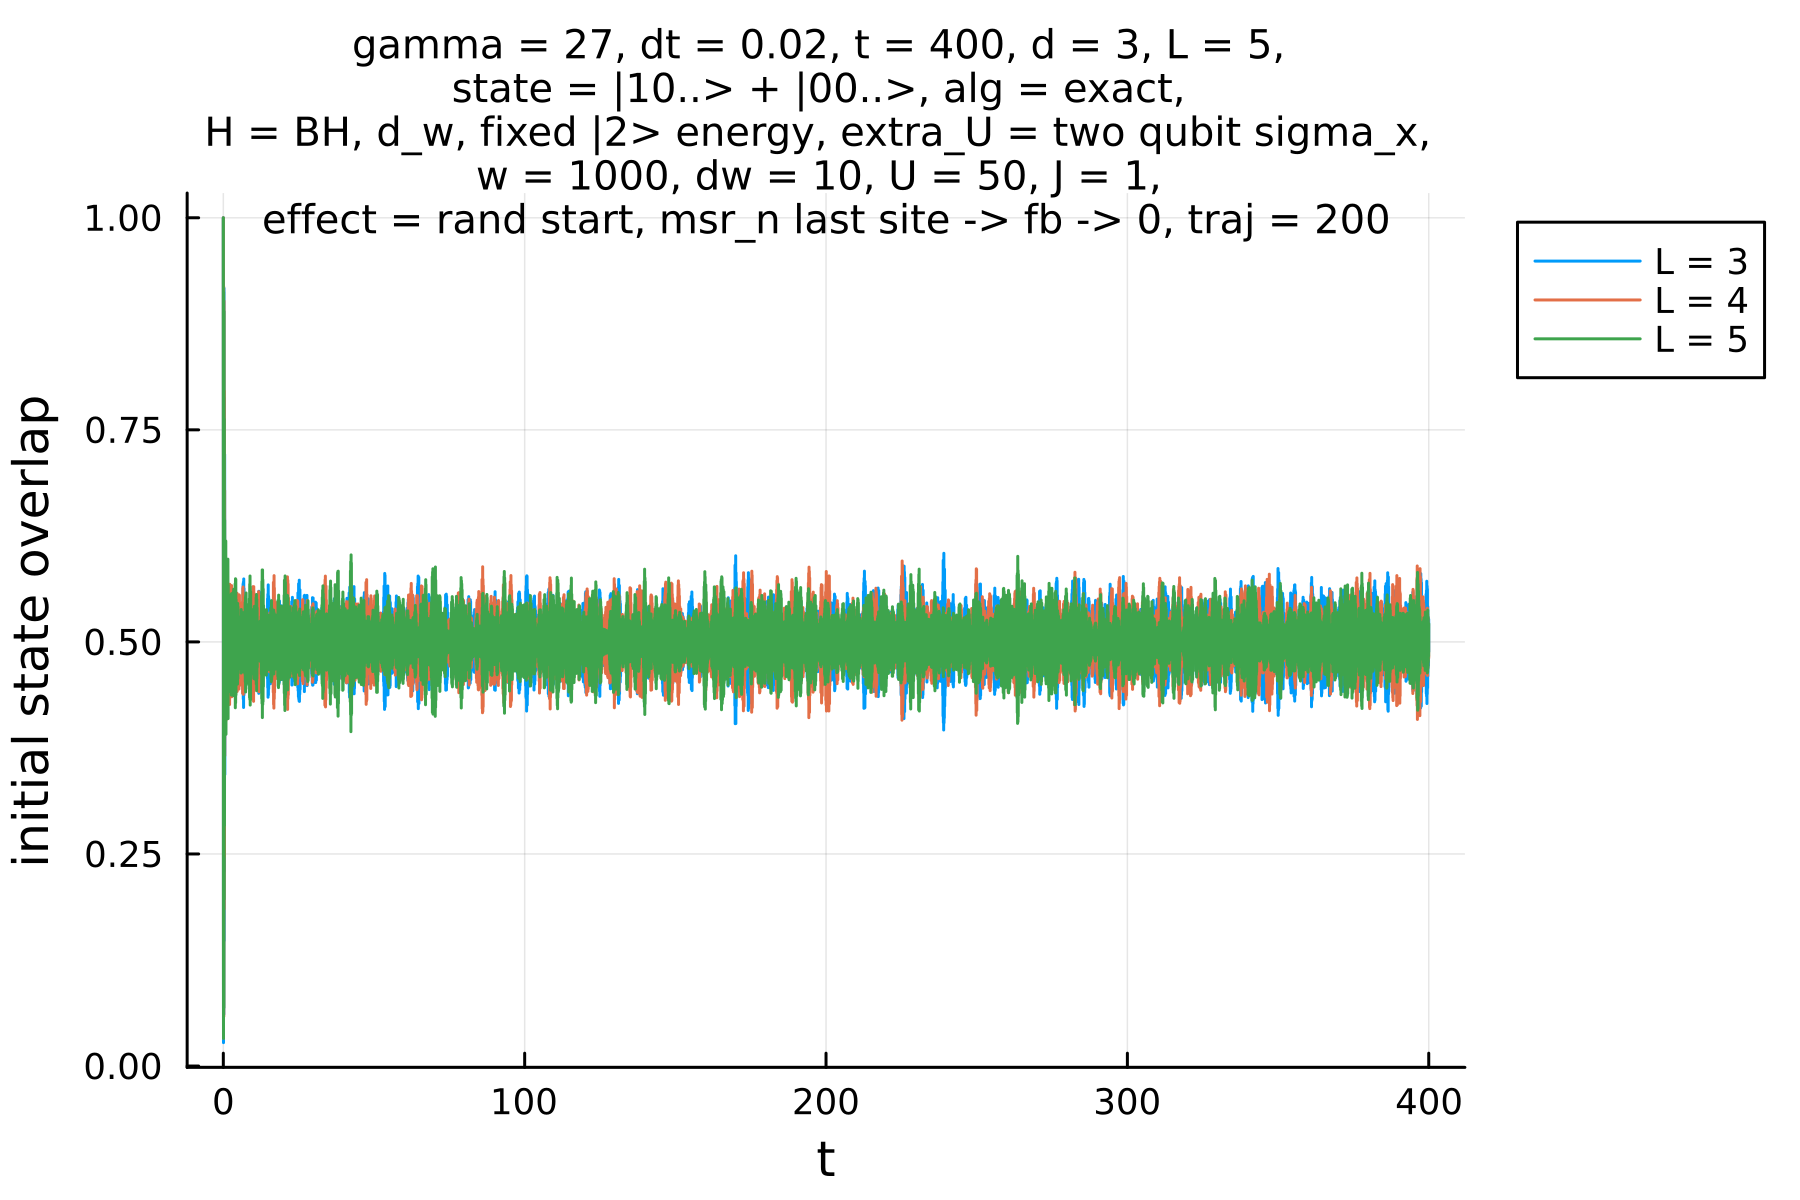 gamma = 27, dt = 0.02, t = 400, d = 3, L = 5,
state = |10..> + |00..>, alg = exact,
H = BH, d_w, fixed |2> energy, extra_U = two qubit sigma_x,
w = 1000, dw = 10, U = 50, J = 1,
effect = rand start, msr_n last site -> fb -> 0, traj = 200
1.00
0.75
0.50
0.25
0.00
initial state overlap
0
100
200
300
400
t
L = 3
L = 4
L = 5